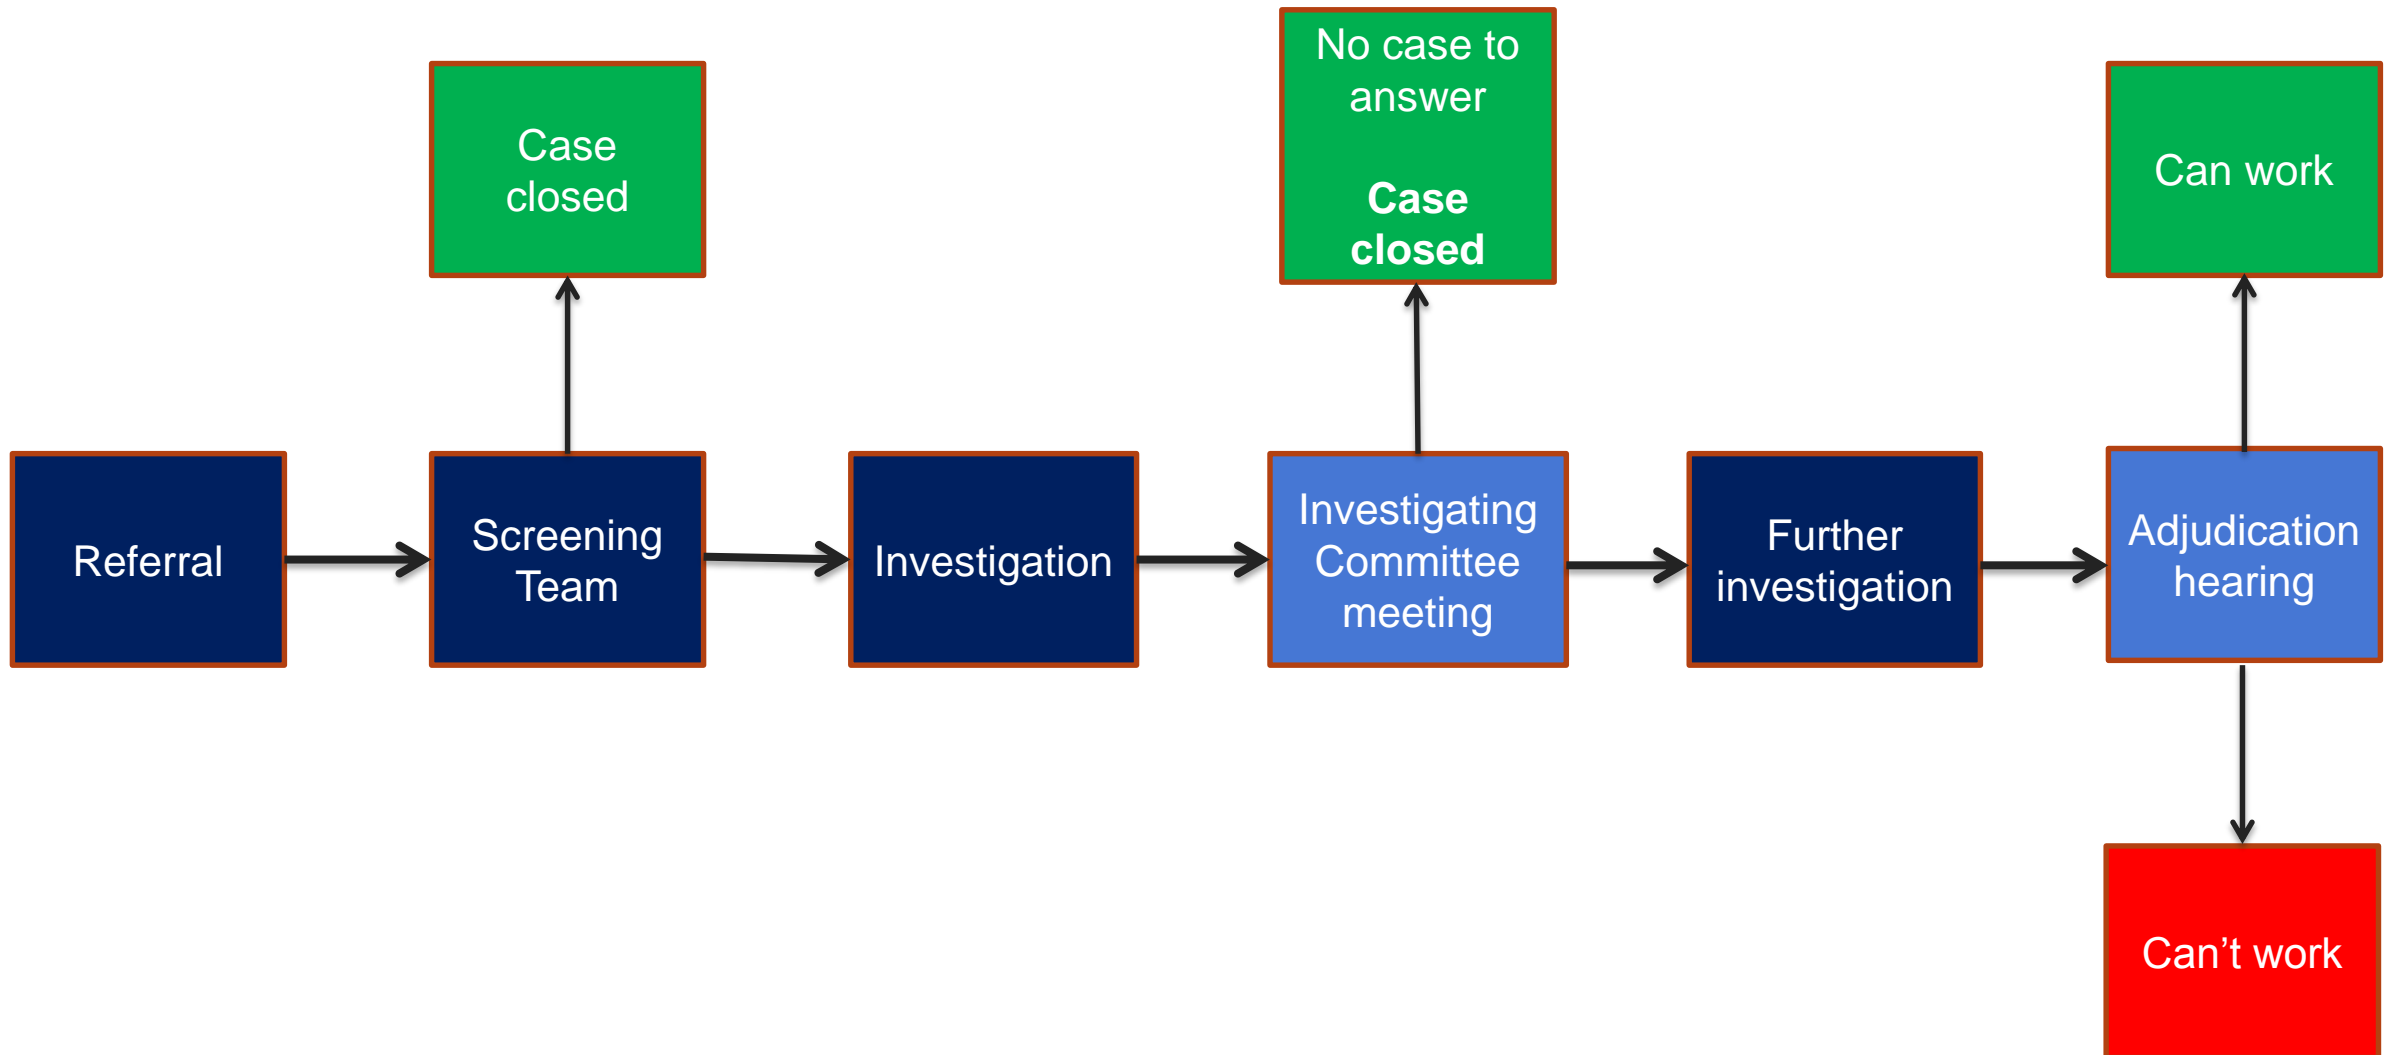 Case
closed
No case to
answer
Case
closed
Can work
Referral
Screening
Team
Investigation
Investigating
Committee
meeting
Further
investigation
Adjudication
hearing
Can’t work